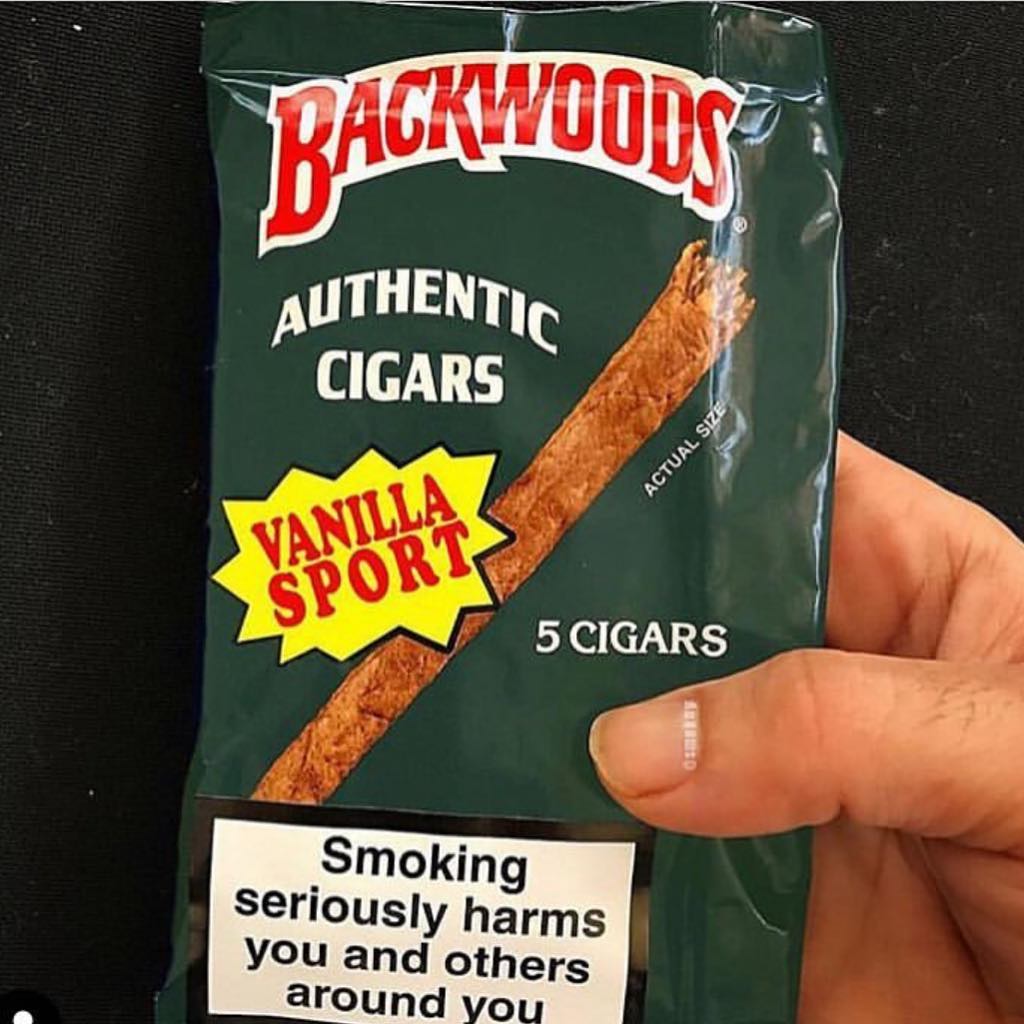 BACKWOODS
®
AUTHENTIC
CIGARS
ACTUAL SIZE
VANILLA
SPORT
5 CIGARS
Smoking
seriously harms
you and others
around you